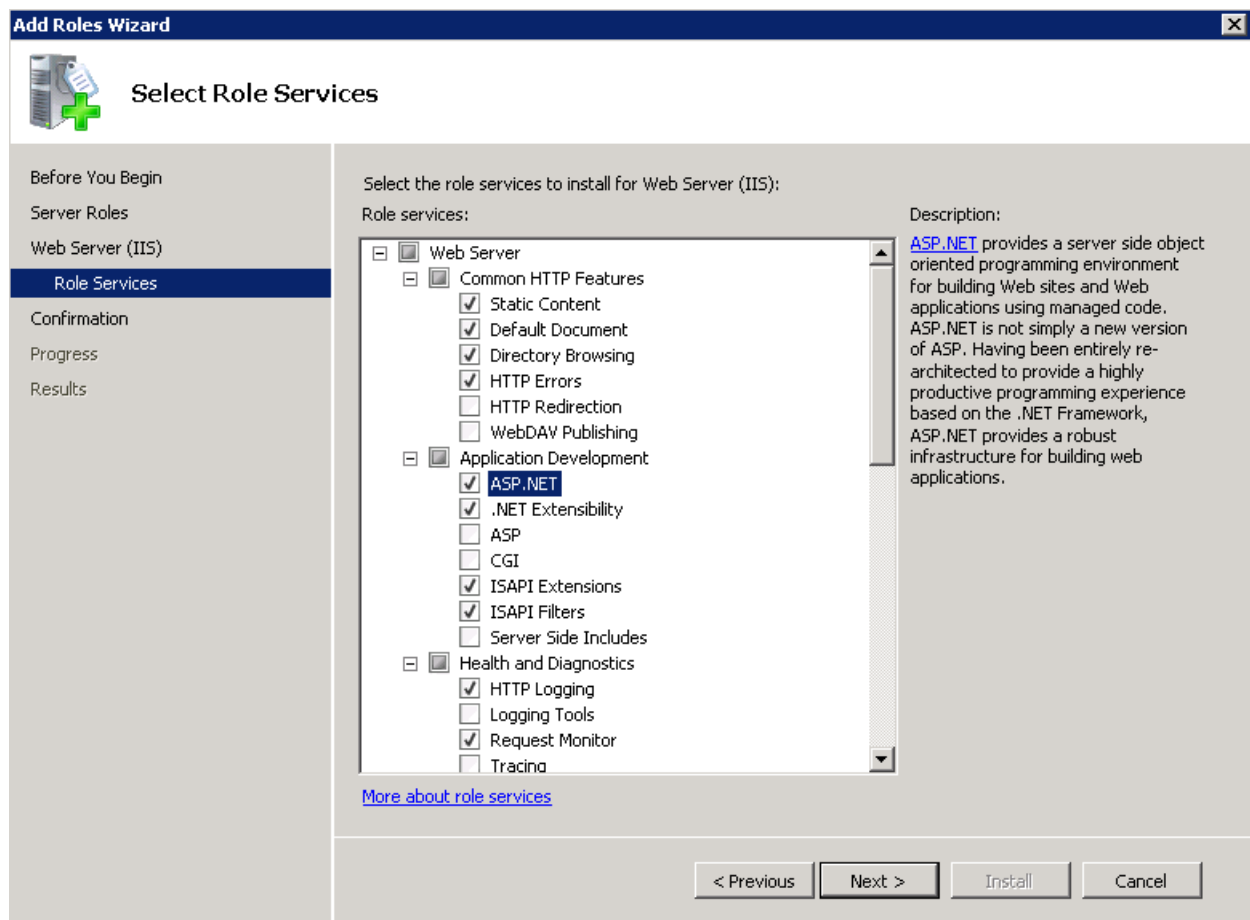 Add Roles Wizard
Select Role Services
Before You Begin
Server Roles
Web Server (IIS)
Role Services
Confirmation
Progress
Results
Select the role services to install for Web Server (IIS):
Role services:
Web Server
Common HTTP Features
Static Content
Default Document
Directory Browsing
HTTP Errors
HTTP Redirection
WebDAV Publishing
Application Development
ASP.NET
.NET Extensibility
ASP
CGI
ISAPI Extensions
ISAPI Filters
Server Side Includes
Health and Diagnostics
HTTP Logging
Logging Tools
Request Monitor
Tracing
More about role services
Description:
ASP.NET provides a server side object
oriented programming environment
for building Web sites and Web
applications using managed code.
ASP.NET is not simply a new version
of ASP. Having been entirely re-
architected to provide a highly
productive programming experience
based on the .NET Framework,
ASP.NET provides a robust
infrastructure for building web
applications.
< Previous
Next >
Install
Cancel